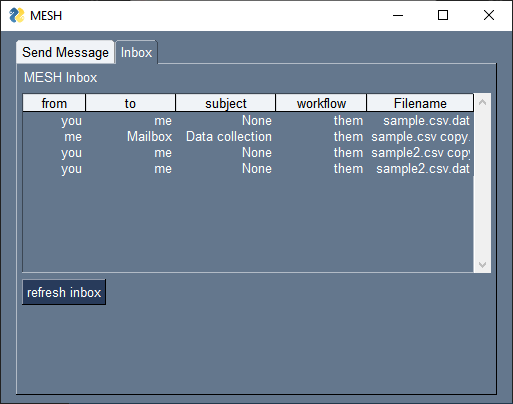 MESH
Send Message Inbox
MESH Inbox
from to subject workflow Filename
you me None them sample.csv.dat
me Mailbox Data collection them sample.csv copy.
you me None them sample2.csv copy
you me None them sample2.csv.dat
refresh inbox